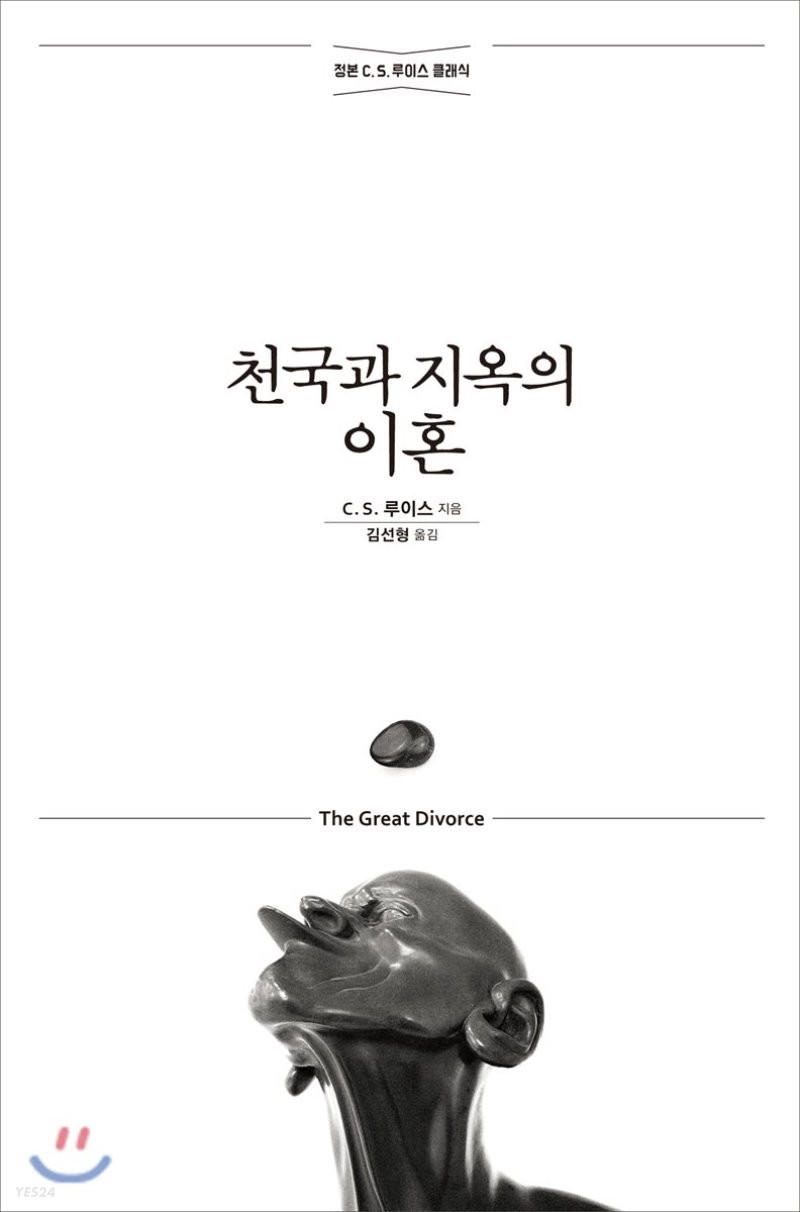 정본 C. S. 루이스 클래식
천국과 지옥의
이혼
C. S. 루이스 지음
김선형 옮김
The Great Divorce
YES24